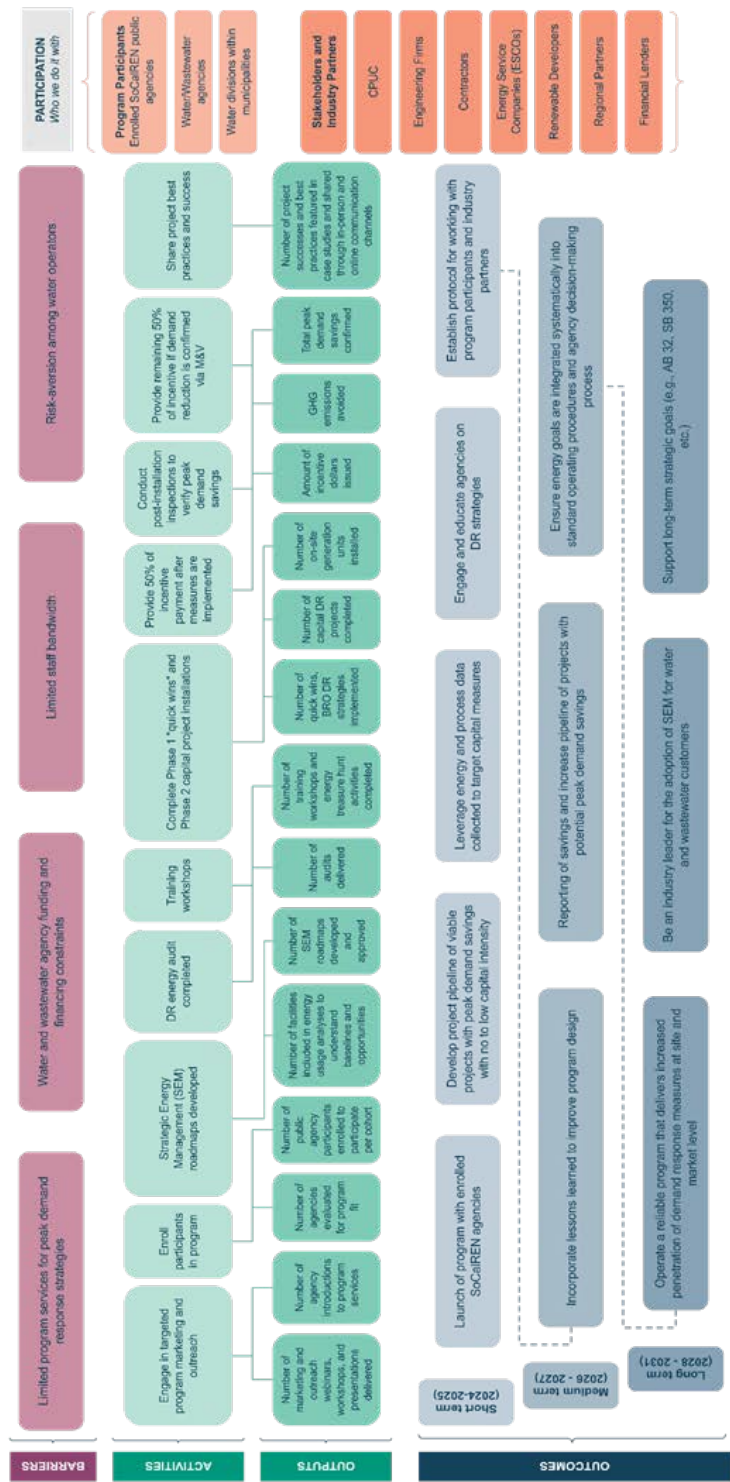 BARRIERS
Limited program services for peak demand
response strategies
Water and wastewater agency funding and
financing constraints
Limited staff bandwidth
Risk-aversion among water operators
ACTIVITIES
Engage in targeted
program marketing and
outreach
Enroll
participants
in program
Strategic Energy
Management (SEM)
roadmaps developed
DR energy audit
completed
Training
workshops
Complete Phase 1 "quick wins" and
Phase 2 capital project installations
Provide 50%
of incentive
payment after
measures are
implemented
Conduct
post-installation
inspections to
verify peak
demand
savings
Provide remaining 50%
of incentive if demand
reduction is confirmed
via M&V
Share project best
practices and success
OUTPUTS
Number of
marketing and
outreach
webinars,
workshops, and
presentations
delivered
Number of
agency
introductions
to program
services
Number of
agencies
evaluated for
program
fit
Number of
public
agency
participants
enrolled to
participate
per cohort
Number of facilities
included in energy
usage analyses to
understand
baselines and
opportunities
Number of
SEM
roadmaps
developed
and
approved
Number of
audits
delivered
Number of
training
workshops and
energy
treasure hunt
activities
completed
Number of
quick wins,
BRO DR
strategies
implemented
Number of
capital DR
projects
completed
Number of
on-site
generation
units
installed
Amount of
incentive
dollars
issued
GHG
emissions
avoided
Total peak
demand
savings
confirmed
Number of project
successes and best
practices featured in
case studies and shared
through in-person and
online communication
channels
OUTCOMES
Short term
(2024-2025)
Launch of program with enrolled
SoCalREN agencies
Develop project pipeline of viable
projects with peak demand savings
with no to low capital intensity
Leverage energy and process data
collected to target capital measures
Engage and educate agencies on
DR strategies
Establish protocol for working with
program participants and industry
partners
Medium term
(2026 - 2027)
Incorporate lessons learned to improve program design
Reporting of savings and increase pipeline of projects with
potential peak demand savings
Ensure energy goals are integrated systematically into
standard operating procedures and agency decision-making
process
Long term
(2028 - 2031)
Operate a reliable program that delivers increased
penetration of demand response measures at site and
market level
Be an industry leader for the adoption of SEM for water
and wastewater customers
Support long-term strategic goals (e.g., AB 32, SB 350,
etc.)
PARTICIPATION
Who we do it with
Program Participants
Enrolled SoCalREN public
agencies
Water/Wastewater
agencies
Water divisions within
municipalities
Stakeholders and
Industry Partners
CPUC
Engineering Firms
Contractors
Energy Service
Companies (ESCOs)
Renewable Developers
Regional Partners
Financial Lenders